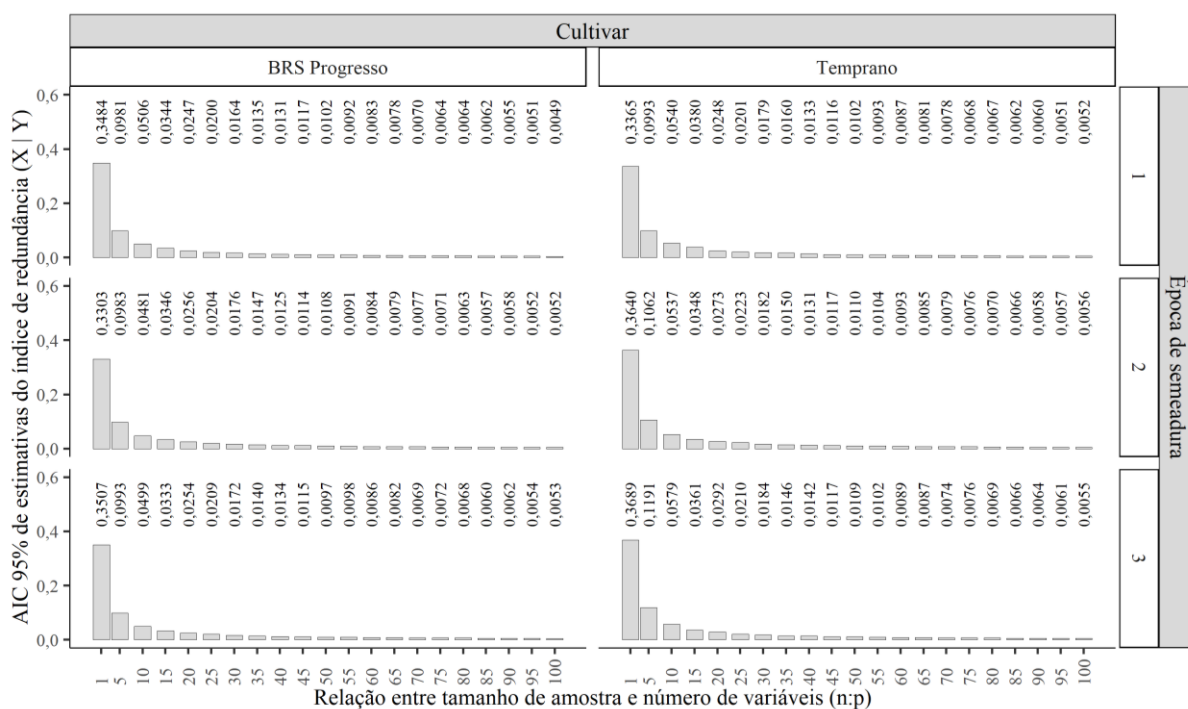 Cultivar
BRS Progresso
Temprano
AIC 95% de estimativas do índice de redundância (X | Y)
0,6
0,4
0,2
0,0
0,3484 0,0981 0,0506 0,0344 0,0247 0,0200 0,0164 0,0135 0,0131 0,0117 0,0102 0,0092 0,0083 0,0078 0,0070 0,0064 0,0064 0,0062 0,0055 0,0051 0,0049
0,3365 0,0993 0,0540 0,0380 0,0248 0,0201 0,0179 0,0160 0,0133 0,0116 0,0102 0,0093 0,0087 0,0081 0,0078 0,0068 0,0067 0,0062 0,0060 0,0051 0,0052
1
0,6
0,4
0,2
0,0
0,3303 0,0983 0,0481 0,0346 0,0256 0,0204 0,0176 0,0147 0,0125 0,0114 0,0108 0,0091 0,0084 0,0079 0,0077 0,0071 0,0063 0,0057 0,0058 0,0052 0,0052
0,3640 0,1062 0,0537 0,0348 0,0273 0,0223 0,0182 0,0150 0,0131 0,0117 0,0110 0,0104 0,0093 0,0085 0,0079 0,0076 0,0070 0,0066 0,0058 0,0057 0,0056
2
0,6
0,4
0,2
0,0
0,3507 0,0993 0,0499 0,0333 0,0254 0,0209 0,0172 0,0140 0,0134 0,0115 0,0097 0,0098 0,0086 0,0082 0,0069 0,0072 0,0068 0,0060 0,0062 0,0054 0,0053
0,3689 0,1191 0,0579 0,0361 0,0292 0,0210 0,0184 0,0146 0,0142 0,0117 0,0109 0,0102 0,0089 0,0087 0,0074 0,0076 0,0069 0,0066 0,0064 0,0061 0,0055
3
Época de semeadura
1 5 10 15 20 25 30 35 40 45 50 55 60 65 70 75 80 85 90 95 100
1 5 10 15 20 25 30 35 40 45 50 55 60 65 70 75 80 85 90 95 100
Relação entre tamanho de amostra e número de variáveis (n:p)